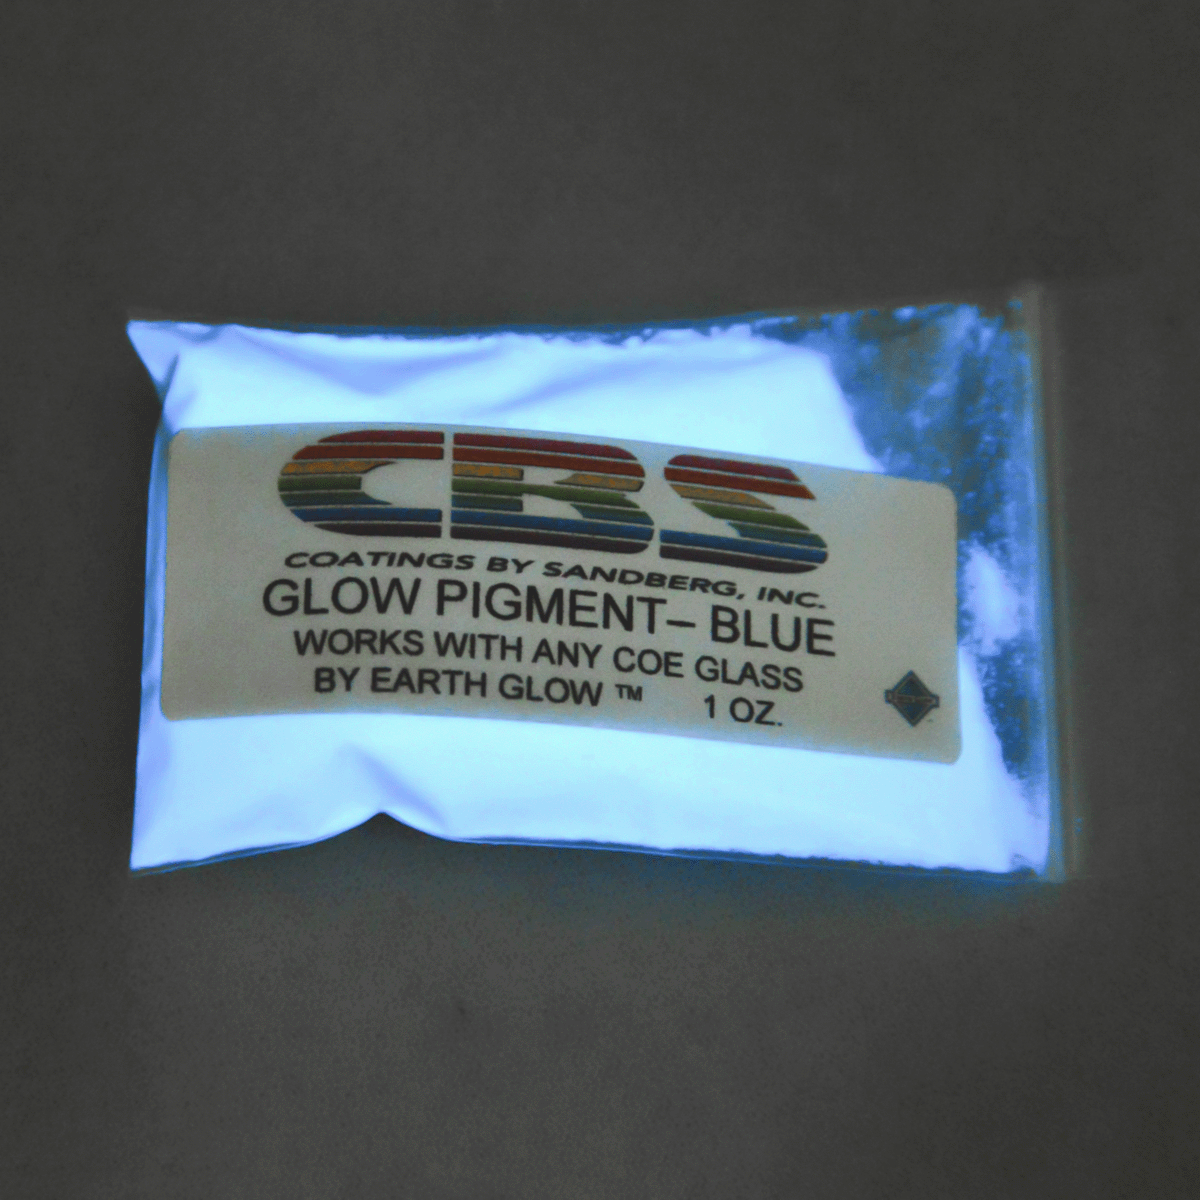 CBS
COATINGS BY SANDBERG, INC.
GLOW PIGMENT– BLUE
WORKS WITH ANY COE GLASS
BY EARTH GLOW ™ 1 OZ.